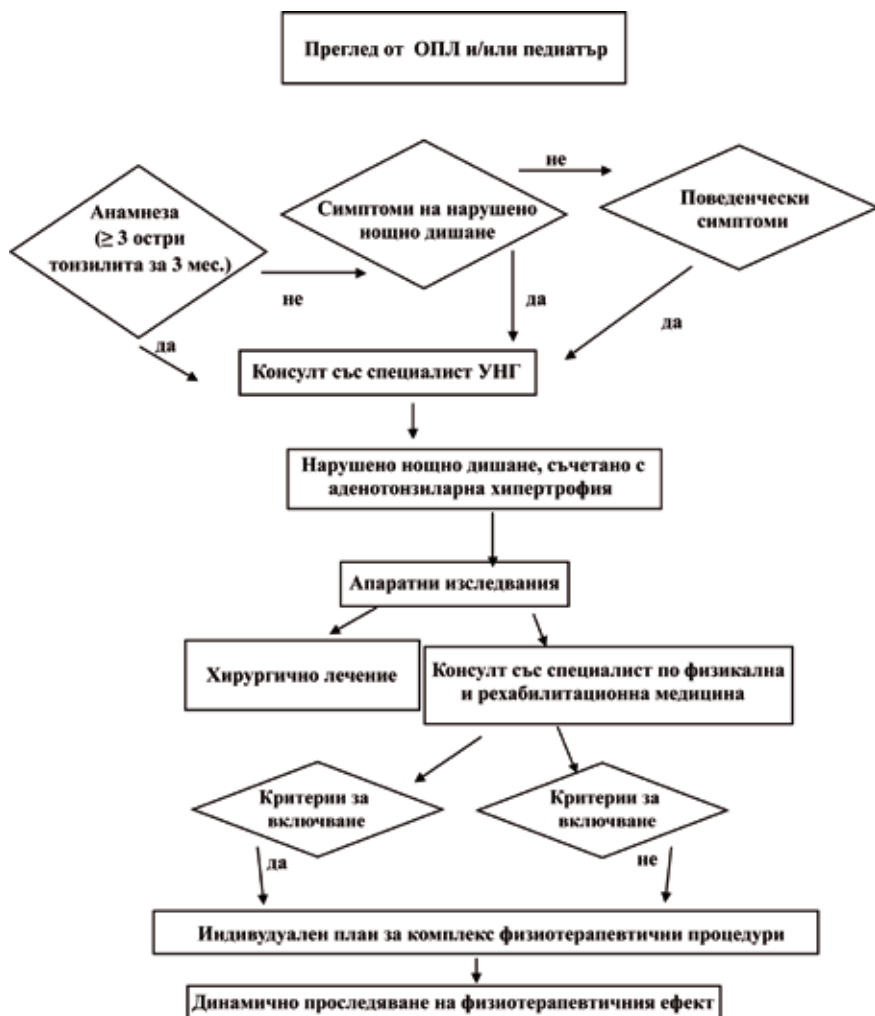 Преглед от ОПЛ и/или педиатър
не
Анамнеза
(≥ 3 остри
тонзилита за 3 мес.)
Симптоми на нарушено
нощно дишане
Поведенчески
симптоми
не
да
да
да
Консулт със специалист УНГ
Нарушено нощно дишане, съчетано с
аденотонзиларна хипертрофия
Апаратни изследвания
Хирургично лечение
Консулт със специалист по физикална
и рехабилитационна медицина
Критерии за
включване
Критерии за
включване
да
не
Индивудуален план за комплекс физиотерапевтични процедури
Динамично проследяване на физиотерапевтичния ефект